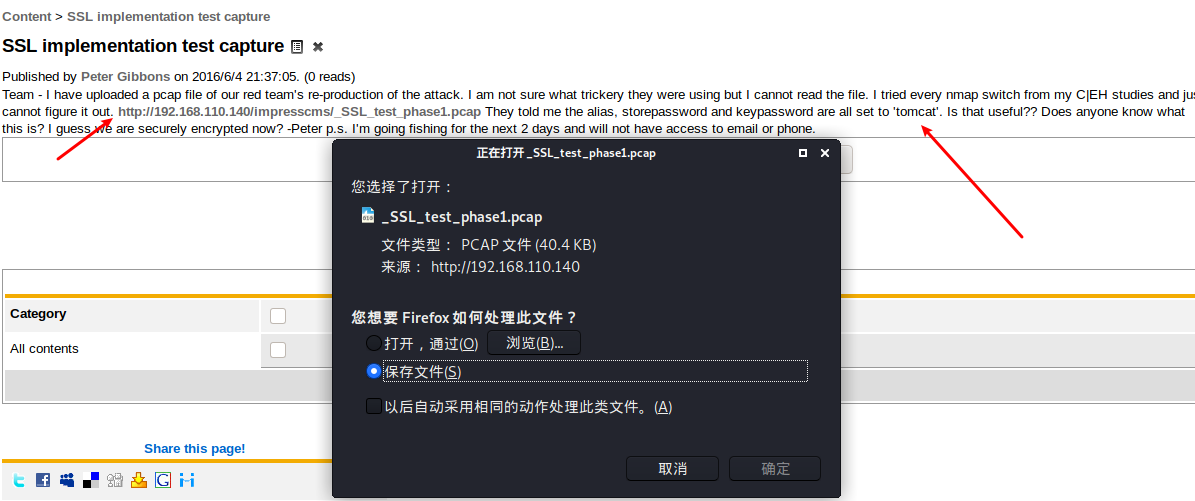 Content > SSL implementation test capture
SSL implementation test capture
Published by Peter Gibbons on 2016/6/4 21:37:05. (0 reads)
Team - I have uploaded a pcap file of our red team's re-production of the attack. I am not sure what trickery they were using but I cannot read the file. I tried every nmap switch from my C|EH studies and jus
cannot figure it out. http://192.168.110.140/impresscms/_SSL_test_phase1.pcap They told me the alias, storepassword and keypassword are all set to 'tomcat'. Is that useful?? Does anyone know what
this is? I guess we are securely encrypted now? -Peter p.s. I'm going fishing for the next 2 days and will not have access to email or phone.
正在打开 _SSL_test_phase1.pcap
您选择了打开：
_SSL_test_phase1.pcap
文件类型： PCAP 文件 (40.4 KB)
来源： http://192.168.110.140
您想要 Firefox 如何处理此文件？
打开，通过(O) 浏览(B)...
保存文件(S)
以后自动采用相同的动作处理此类文件。(A)
取消 确定
Category
All contents
Share this page!